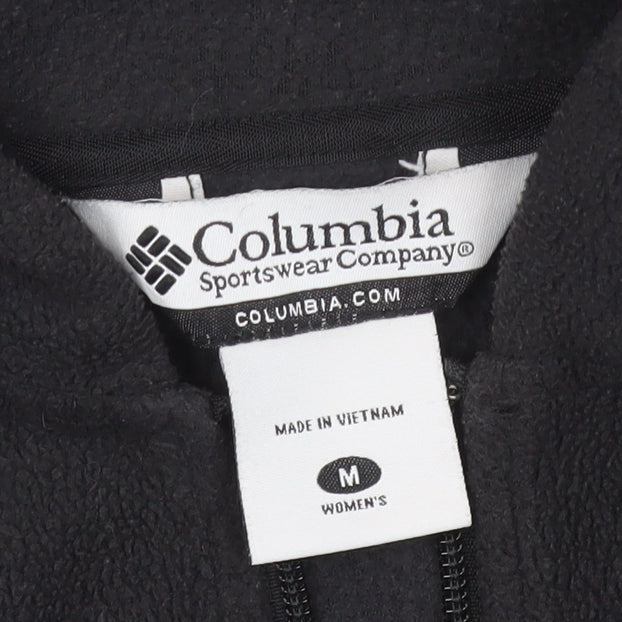 Columbia
Sportswear Company®
COLUMBIA.COM
MADE IN VIETNAM
M
WOMEN'S